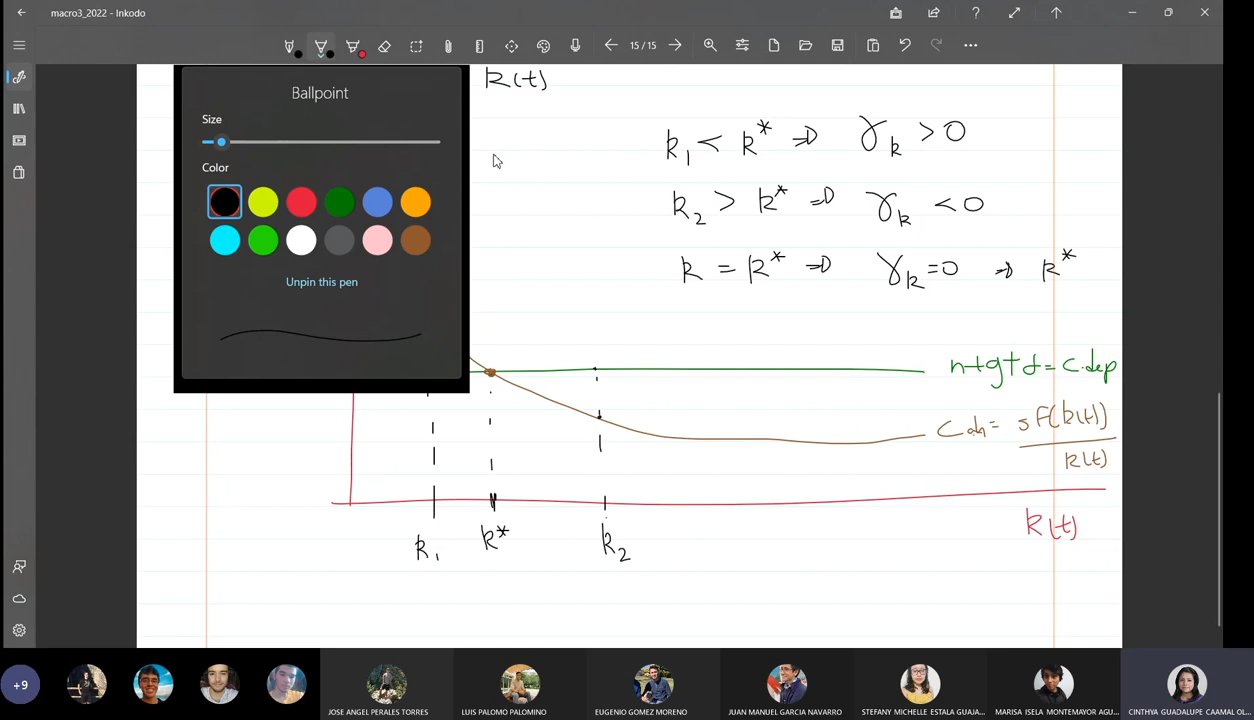 macro3_2022 - Inkodo
15/15
Ballpoint
Size
Color
Unpin this pen
k(t)
k₁ < k* ⇒ γₖ > 0
k₂ > k* ⇒ γₖ < 0
k = k* ⇒ γₖ = 0 ⇒ k*
n+g+d = c.dep
C.dh = sf(k(t))
k(t)
k(t)
k₁ k* k₂
+9
JOSE ANGEL PERALES TORRES
LUIS PALOMO PALOMINO
EUGENIO GOMEZ MORENO
JUAN MANUEL GARCIA NAVARRO
STEFANY MICHELLE ESTALA GUAJA...
MARISA ISELA MONTEMAYOR AGU...
CINTHYA GUADALUPE CAAMAL OL...